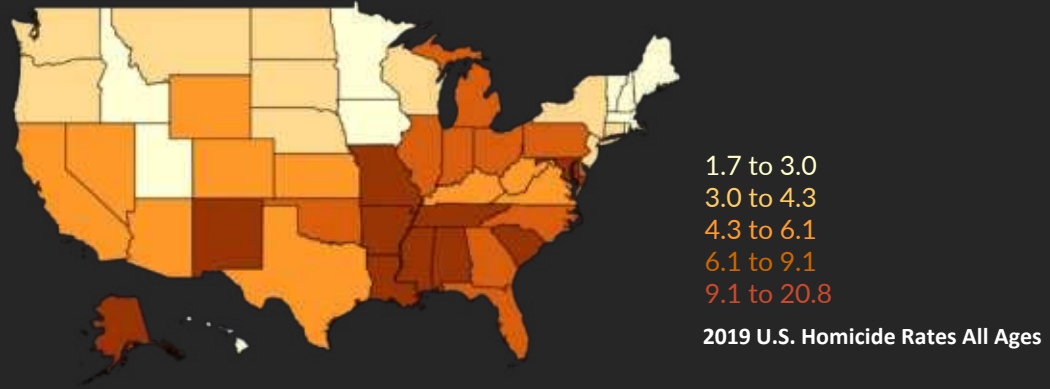 1.7 to 3.0
3.0 to 4.3
4.3 to 6.1
6.1 to 9.1
9.1 to 20.8
2019 U.S. Homicide Rates All Ages